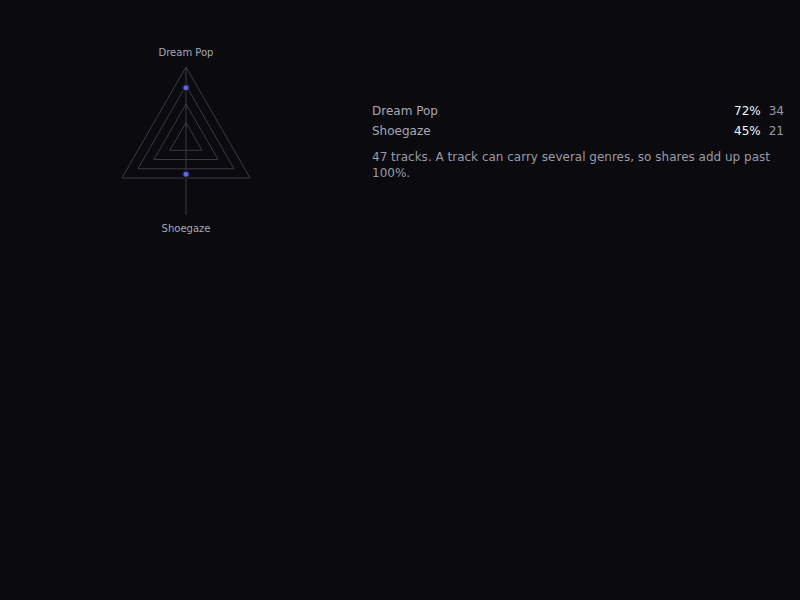 Dream Pop
Shoegaze
Dream Pop 72% 34
Shoegaze 45% 21
47 tracks. A track can carry several genres, so shares add up past
100%.